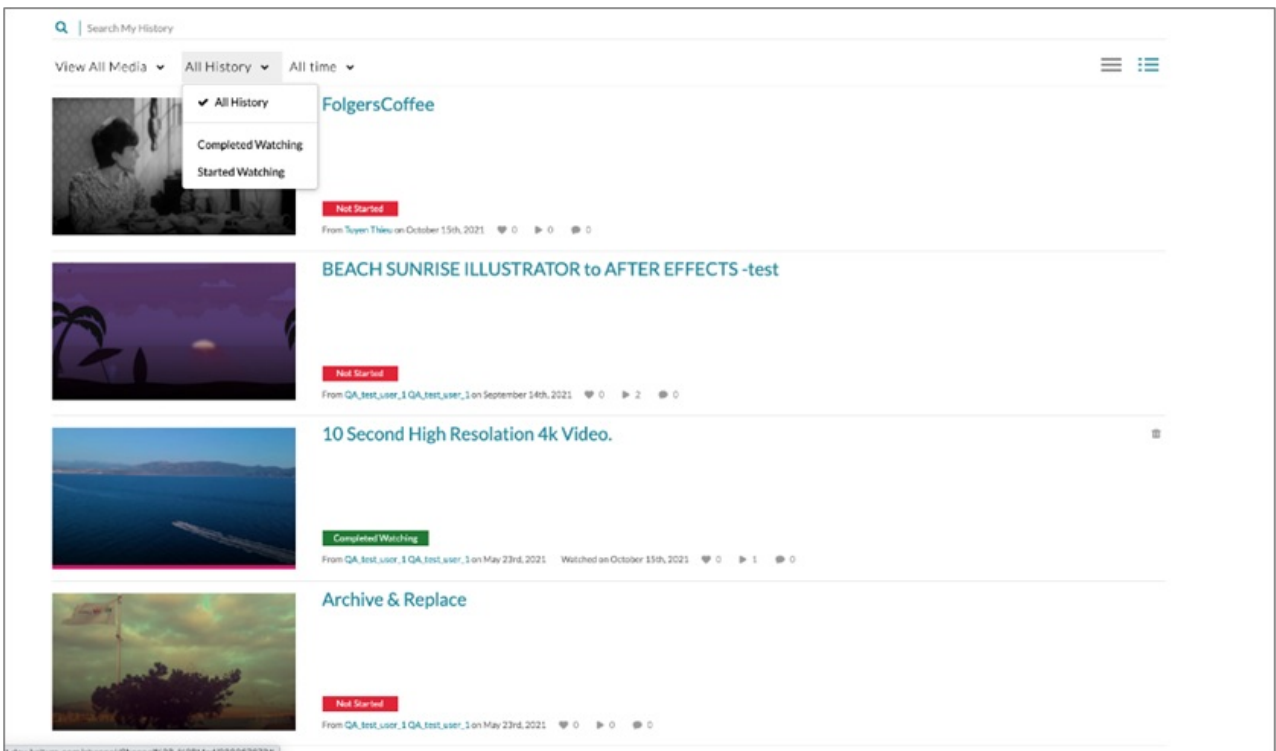 Search My History
View All Media All History All time
All History
Completed Watching
Started Watching
FolgersCoffee
Not Started
From Tuyen Thieu on October 15th, 2021 0 0 0
BEACH SUNRISE ILLUSTRATOR to AFTER EFFECTS -test
Not Started
From QA_test_user_1 QA_test_user_1 on September 14th, 2021 0 2 0
10 Second High Resolation 4k Video.
Completed Watching
From QA_test_user_1 QA_test_user_1 on May 23rd, 2021 Watched on October 15th, 2021 0 1 0
Archive & Replace
Not Started
From QA_test_user_1 QA_test_user_1 on May 23rd, 2021 0 0 0